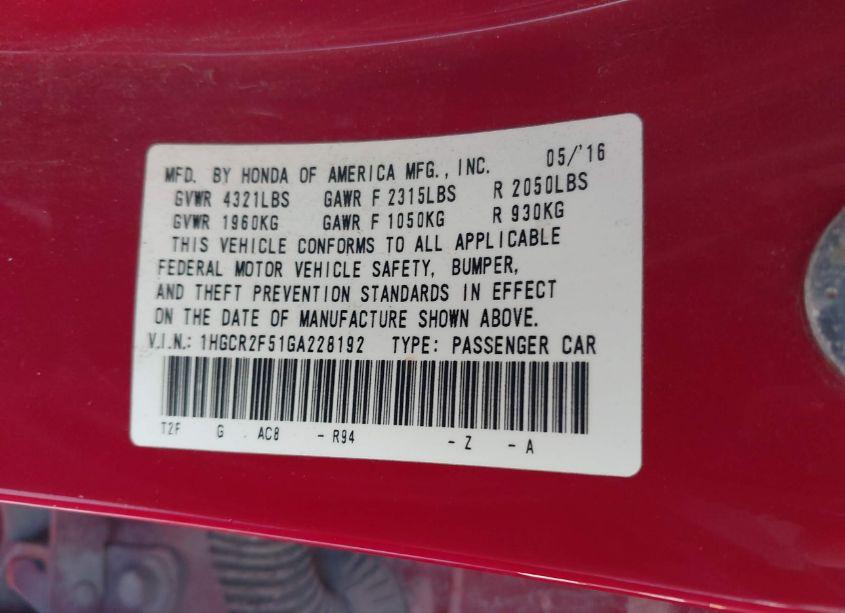 MFD. BY HONDA OF AMERICA MFG., INC. 05/'16
GVWR 4321LBS GAWR F 2315LBS R 2050LBS
GVWR 1960KG GAWR F 1050KG R 930KG
THIS VEHICLE CONFORMS TO ALL APPLICABLE
FEDERAL MOTOR VEHICLE SAFETY, BUMPER,
AND THEFT PREVENTION STANDARDS IN EFFECT
ON THE DATE OF MANUFACTURE SHOWN ABOVE.
V.I.N.: 1HGCR2F51GA228192 TYPE: PASSENGER CAR
T2F G AC8 - R94 - Z - A